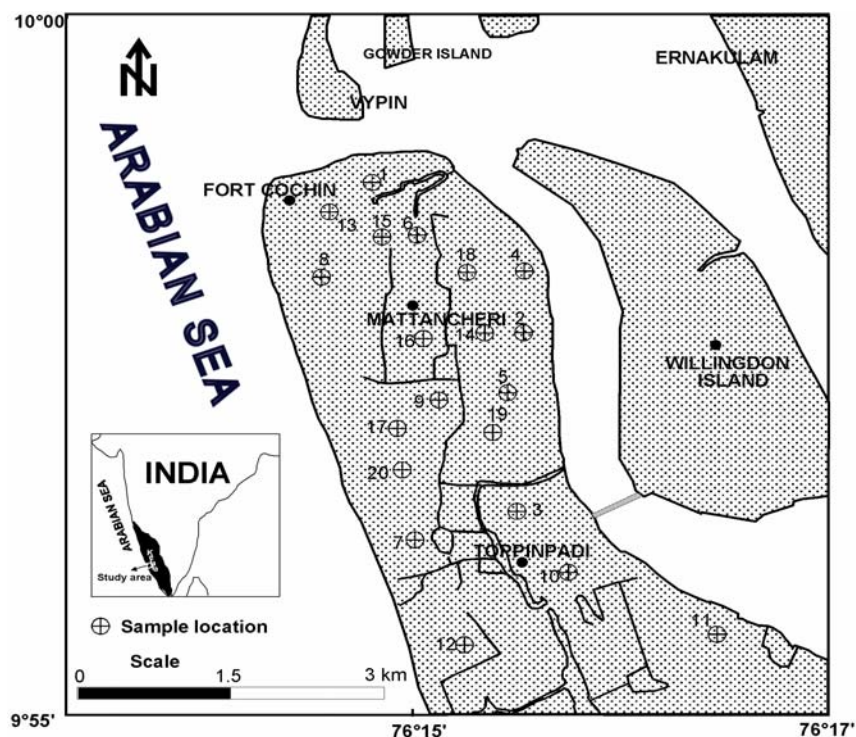 10°00
GOWDER ISLAND
ERNAKULAM
N
VYPIN
ARABIAN SEA
1
FORT COCHIN
13
15
6
8
18
4
MATTANCHERI
16
14
2
WILLINGDON
ISLAND
5
9
19
17
20
INDIA
ARABIAN SEA
Study area
3
7
TOPPINPADI
10
11
12
Sample location
Scale
0 1.5 3 km
9°55'
76°15'
76°17'